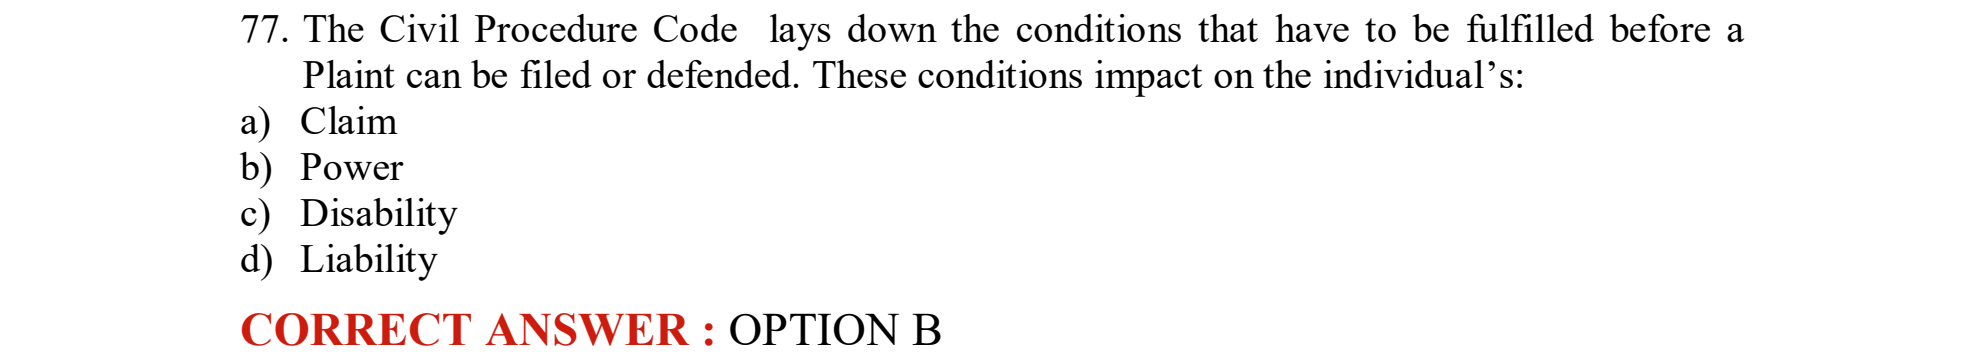 77. The Civil Procedure Code lays down the conditions that have to be fulfilled before a
Plaint can be filed or defended. These conditions impact on the individual’s:
a) Claim
b) Power
c) Disability
d) Liability
CORRECT ANSWER : OPTION B